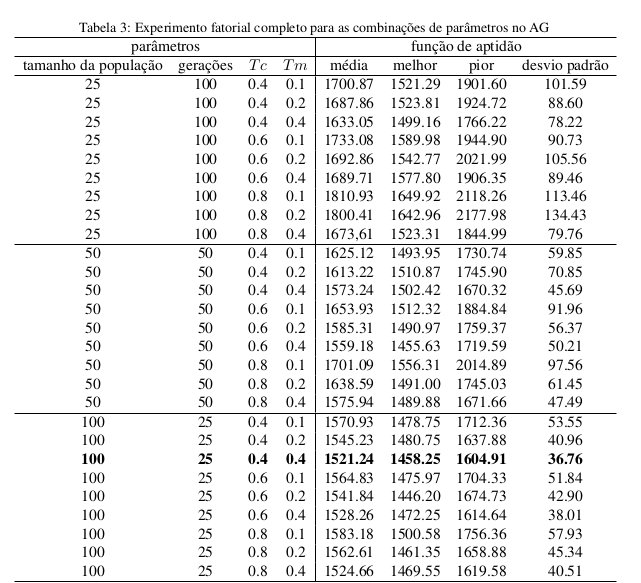 Tabela 3: Experimento fatorial completo para as combinações de parâmetros no AG
parâmetros função de aptidão
tamanho da população gerações Tc Tm média melhor pior desvio padrão
25 100 0.4 0.1 1700.87 1521.29 1901.60 101.59
25 100 0.4 0.2 1687.86 1523.81 1924.72 88.60
25 100 0.4 0.4 1633.05 1499.16 1766.22 78.22
25 100 0.6 0.1 1733.08 1589.98 1944.90 90.73
25 100 0.6 0.2 1692.86 1542.77 2021.99 105.56
25 100 0.6 0.4 1689.71 1577.80 1906.35 89.46
25 100 0.8 0.1 1810.93 1649.92 2118.26 113.46
25 100 0.8 0.2 1800.41 1642.96 2177.98 134.43
25 100 0.8 0.4 1673,61 1523.31 1844.99 79.76
50 50 0.4 0.1 1625.12 1493.95 1730.74 59.85
50 50 0.4 0.2 1613.22 1510.87 1745.90 70.85
50 50 0.4 0.4 1573.24 1502.42 1670.32 45.69
50 50 0.6 0.1 1653.93 1512.32 1884.84 91.96
50 50 0.6 0.2 1585.31 1490.97 1759.37 56.37
50 50 0.6 0.4 1559.18 1455.63 1719.59 50.21
50 50 0.8 0.1 1701.09 1556.31 2014.89 97.56
50 50 0.8 0.2 1638.59 1491.00 1745.03 61.45
50 50 0.8 0.4 1575.94 1489.88 1671.66 47.49
100 25 0.4 0.1 1570.93 1478.75 1712.36 53.55
100 25 0.4 0.2 1545.23 1480.75 1637.88 40.96
100 25 0.4 0.4 1521.24 1458.25 1604.91 36.76
100 25 0.6 0.1 1564.83 1475.97 1704.33 51.84
100 25 0.6 0.2 1541.84 1446.20 1674.73 42.90
100 25 0.6 0.4 1528.26 1472.25 1614.64 38.01
100 25 0.8 0.1 1583.18 1500.58 1756.36 57.93
100 25 0.8 0.2 1562.61 1461.35 1658.88 45.34
100 25 0.8 0.4 1524.66 1469.55 1619.58 40.51